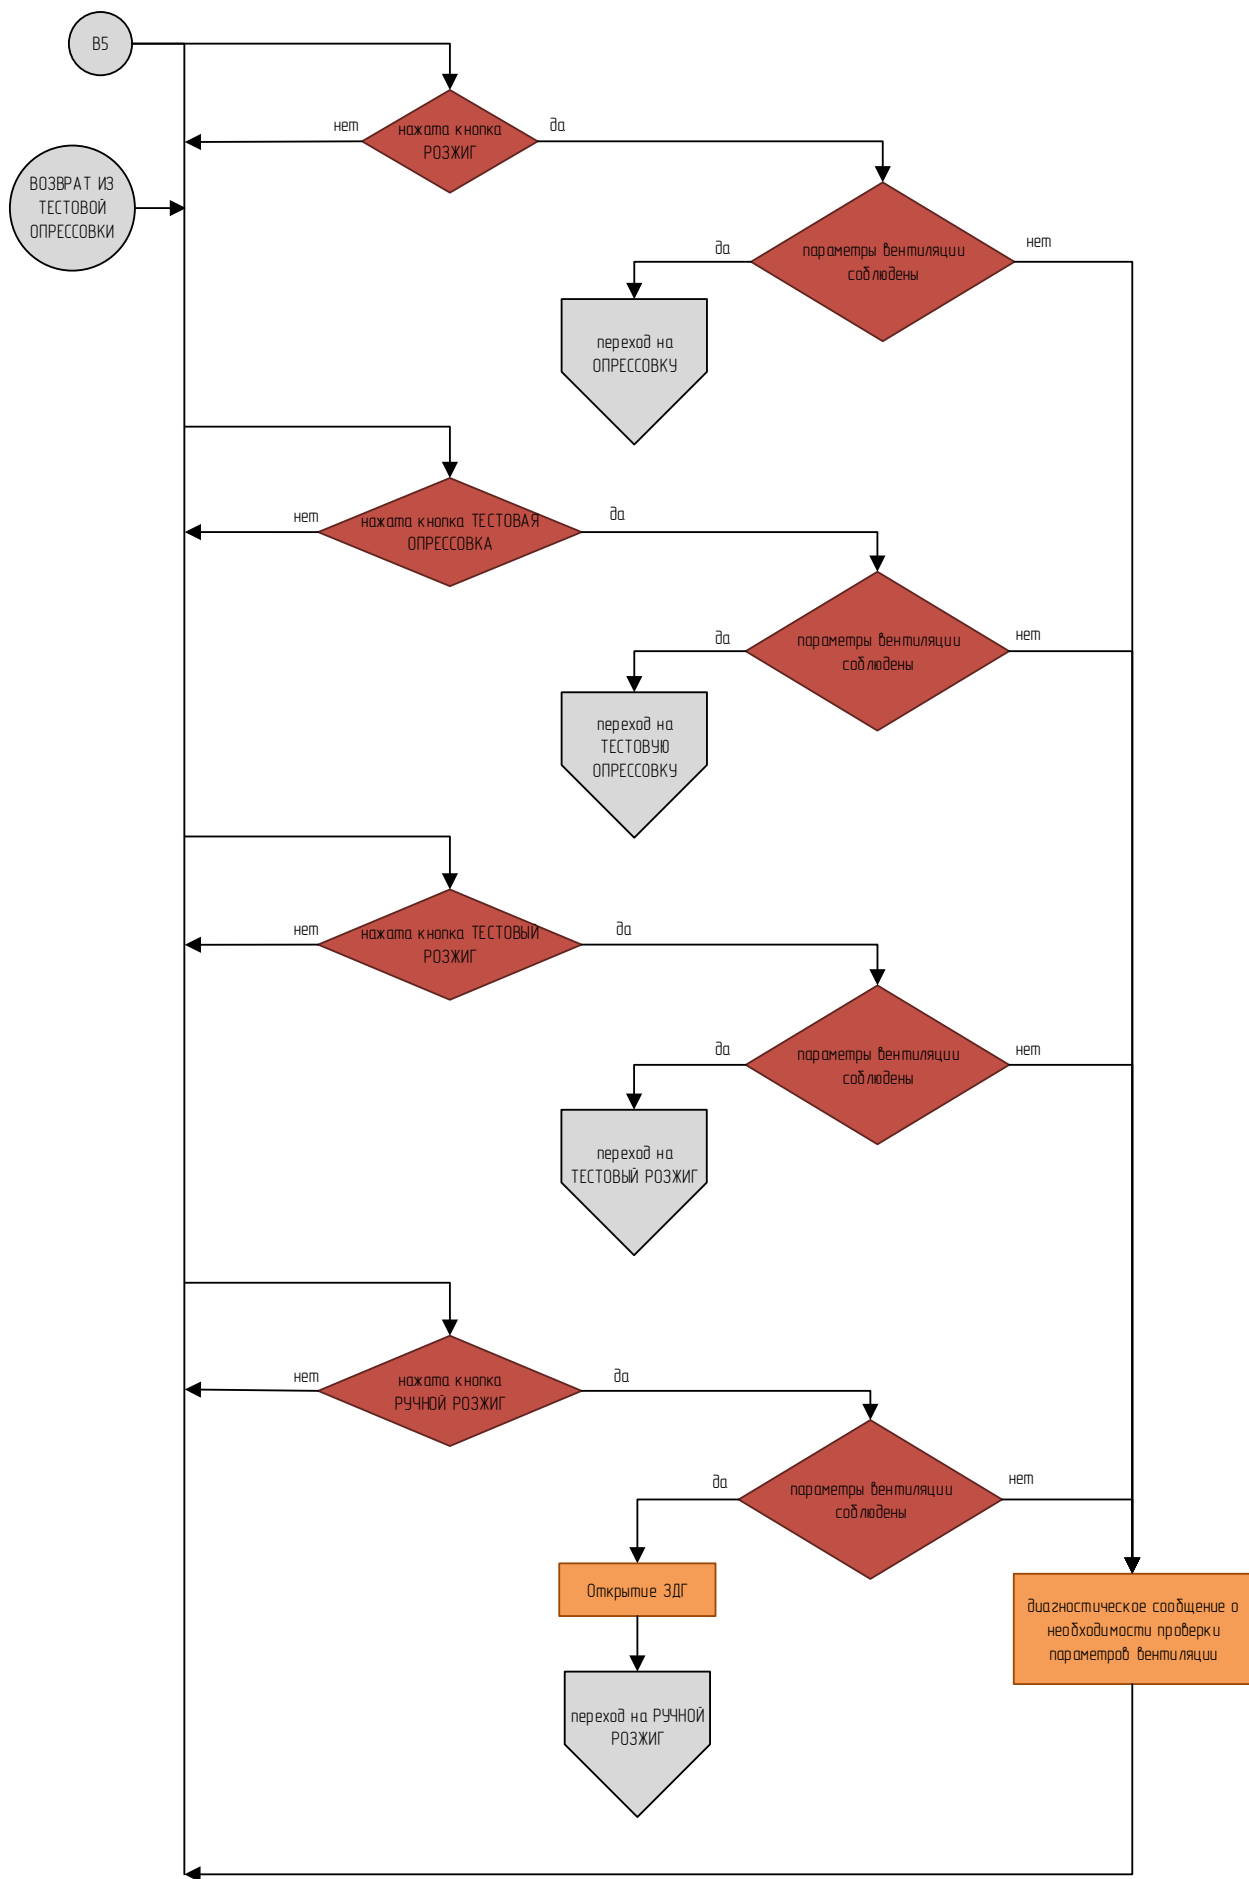 В5
нажата кнопка
РОЗЖИГ
нет
да
ВОЗВРАТ ИЗ
ТЕСТОВОЙ
ОПРЕССОВКИ
параметры вентиляции
соблюдены
да
нет
переход на
ОПРЕССОВКУ
нажата кнопка ТЕСТОВАЯ
ОПРЕССОВКА
нет
да
параметры вентиляции
соблюдены
да
нет
переход на
ТЕСТОВУЮ
ОПРЕССОВКУ
нажата кнопка ТЕСТОВЫЙ
РОЗЖИГ
нет
да
параметры вентиляции
соблюдены
да
нет
переход на
ТЕСТОВЫЙ РОЗЖИГ
нажата кнопка
РУЧНОЙ РОЗЖИГ
нет
да
параметры вентиляции
соблюдены
да
нет
Открытие ЗДГ
диагностическое сообщение о
необходимости проверки
параметров вентиляции
переход на РУЧНОЙ
РОЗЖИГ